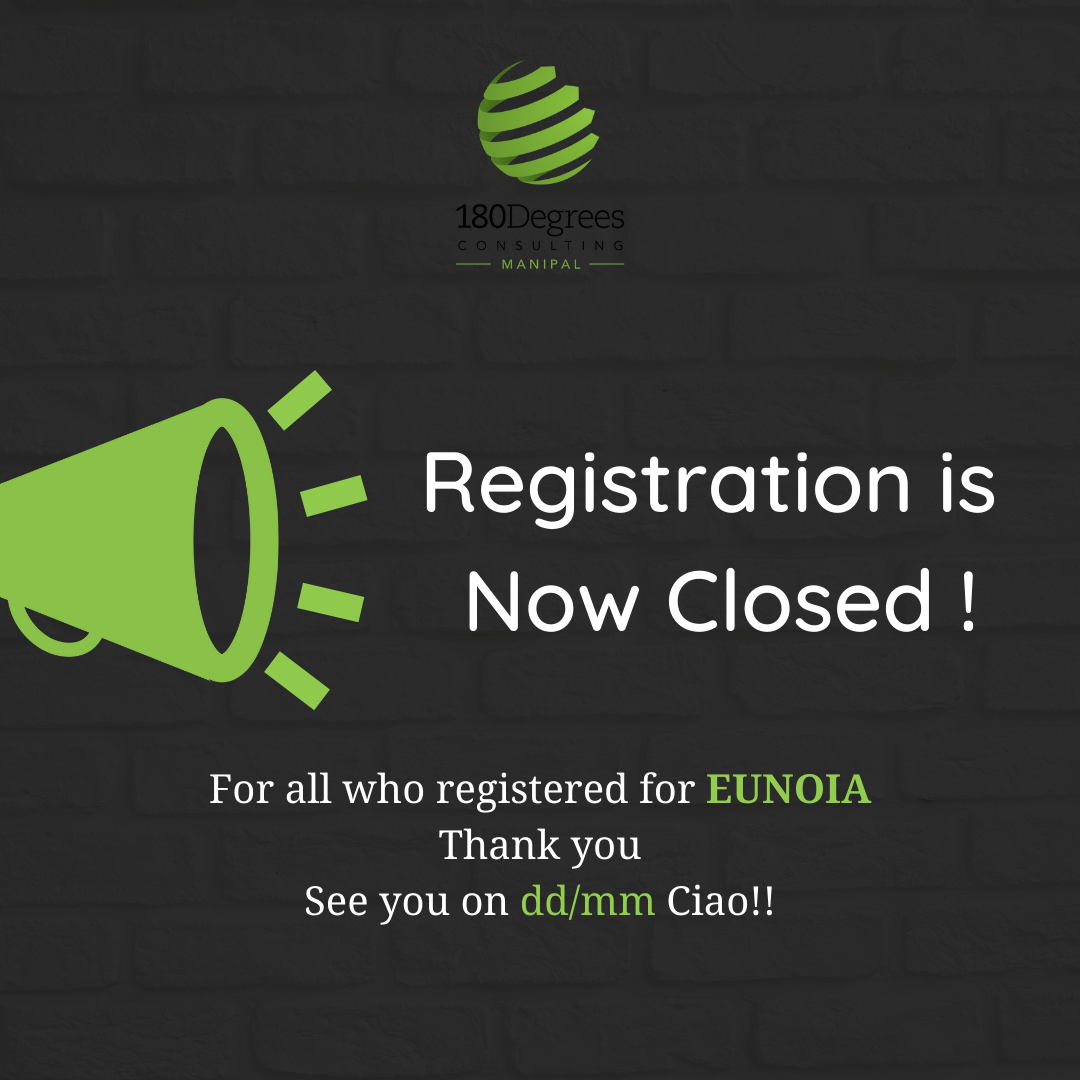 180Degrees
CONSULTING
MANIPAL
Registration is
Now Closed !
For all who registered for EUNOIA
Thank you
See you on dd/mm Ciao!!